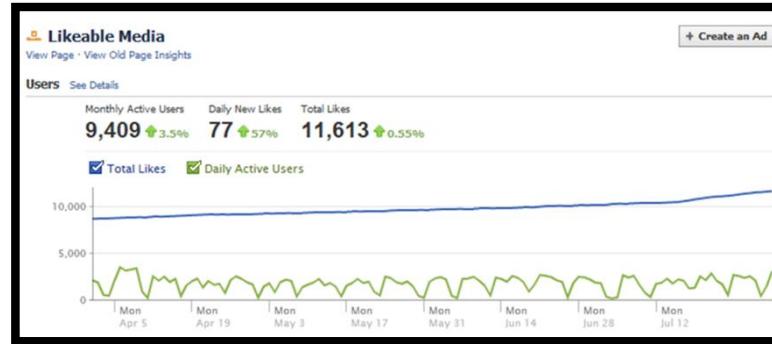 Likeable Media
+ Create an Ad
View Page · View Old Page Insights
Users See Details
Monthly Active Users Daily New Likes Total Likes
9,409 3.5% 77 57% 11,613 0.55%
Total Likes Daily Active Users
10,000
5,000
0
Mon Mon Mon Mon Mon Mon Mon Mon
Apr 5 Apr 19 May 3 May 17 May 31 Jun 14 Jun 28 Jul 12